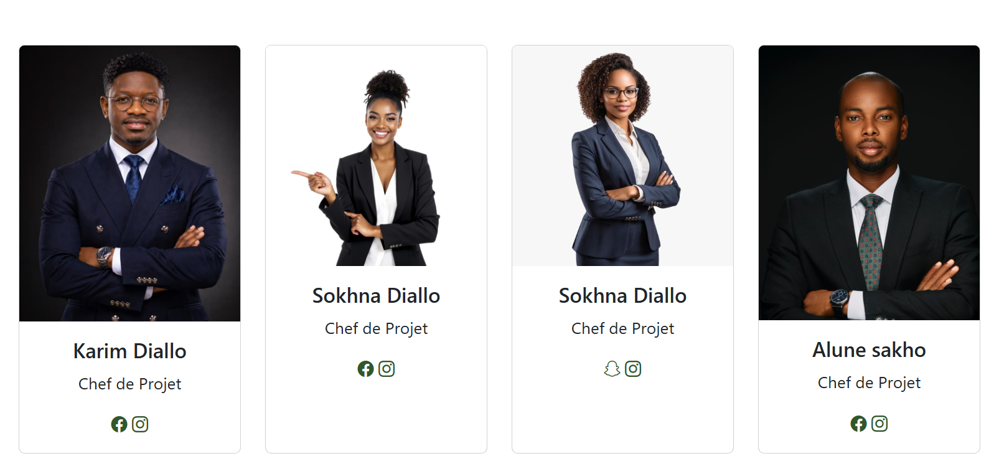 Karim Diallo
Chef de Projet
Sokhna Diallo
Chef de Projet
Sokhna Diallo
Chef de Projet
Alune sakho
Chef de Projet